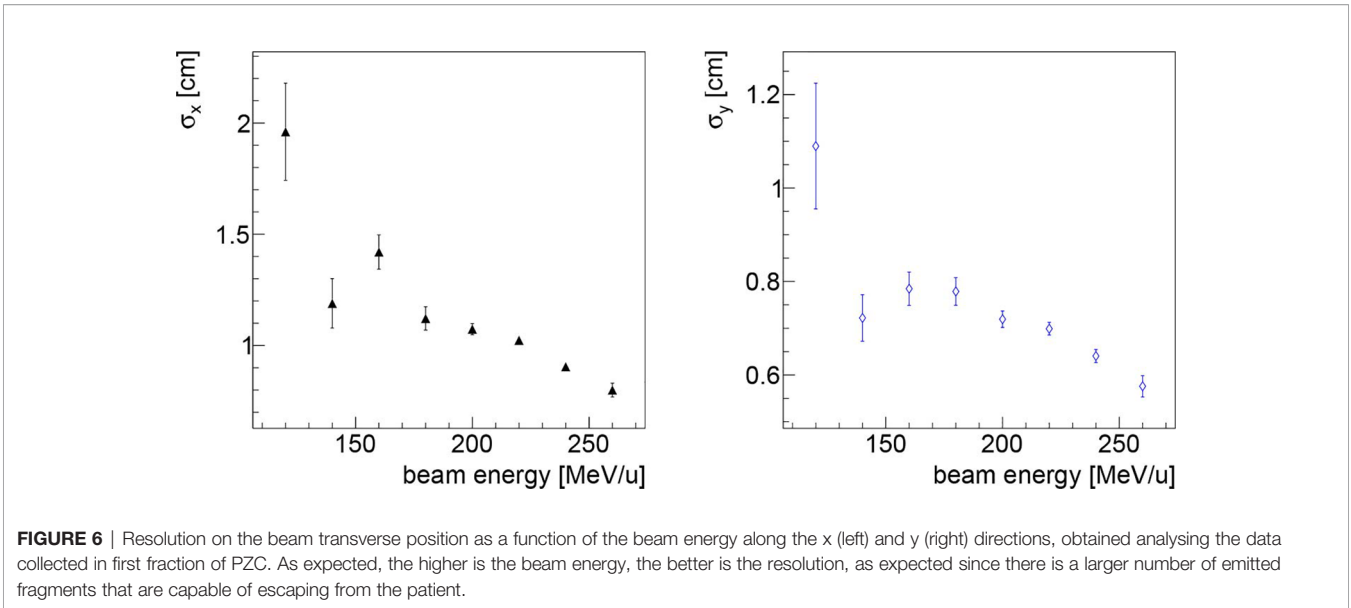 σx [cm]
2
1.5
1
150 200 250
beam energy [MeV/u]
σy [cm]
1.2
1
0.8
0.6
150 200 250
beam energy [MeV/u]
FIGURE 6 | Resolution on the beam transverse position as a function of the beam energy along the x (left) and y (right) directions, obtained analysing the data
collected in first fraction of PZC. As expected, the higher is the beam energy, the better is the resolution, as expected since there is a larger number of emitted
fragments that are capable of escaping from the patient.